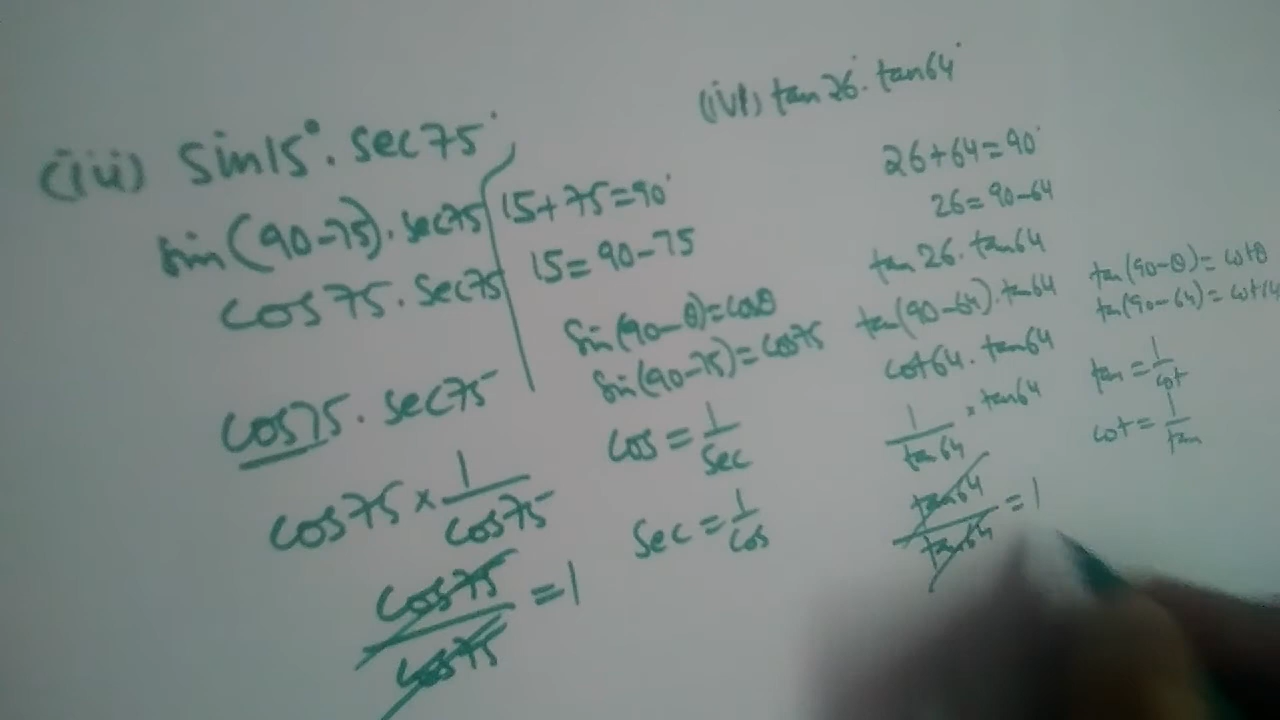 (iii) sin15°. sec75°
sin(90-75). sec75
cos75. sec75
15+75=90°
15=90-75
sin(90-θ)=cosθ
sin(90-75)=cos75
cos75. sec75
cos = 1/sec
cos75 × 1/cos75
sec = 1/cos
cos75/cos75 = 1
(iv) tan26°. tan64°
26+64=90°
26=90-64
tan26. tan64
tan(90-64). tan64
cot64. tan64
1/tan64 × tan64
tan64/tan64 = 1
tan(90-θ)=cotθ
tan(90-64)=cot64
tan = 1/cot
cot = 1/tan